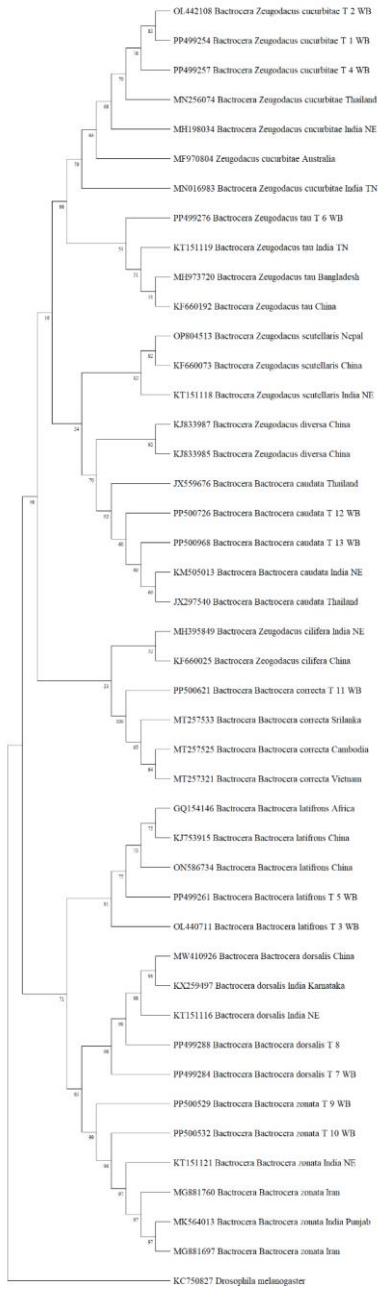 OL442108 Bactrocera Zeugodacus cucurbitae T 2 WB
PP499254 Bactrocera Zeugodacus cucurbitae T 1 WB
PP499257 Bactrocera Zeugodacus cucurbitae T 4 WB
MN256074 Bactrocera Zeugodacus cucurbitae Thailand
MH198034 Bactrocera Zeugodacus cucurbitae India NE
MF970804 Zeugodacus cucurbitae Australia
MN016983 Bactrocera Zeugodacus cucurbitae India TN
PP499276 Bactrocera Zeugodacus tau T 6 WB
KT151119 Bactrocera Zeugodacus tau India TN
MH973720 Bactrocera Zeugodacus tau Bangladesh
KF660192 Bactrocera Zeugodacus tau China
OP804513 Bactrocera Zeugodacus scutellaris Nepal
KF660073 Bactrocera Zeugodacus scutellaris China
KT151118 Bactrocera Zeugodacus scutellaris India NE
KJ833987 Bactrocera Zeugodacus diversa China
KJ833985 Bactrocera Zeugodacus diversa China
JX559676 Bactrocera Bactrocera caudata Thailand
PP500726 Bactrocera Bactrocera caudata T 12 WB
PP500968 Bactrocera Bactrocera caudata T 13 WB
KM505013 Bactrocera Bactrocera caudata India NE
JX297540 Bactrocera Bactrocera caudata Thailand
MH395849 Bactrocera Zeugodacus cilifera India NE
KF660025 Bactrocera Zeogodacus cilifera China
PP500621 Bactrocera Bactrocera correcta T 11 WB
MT257533 Bactrocera Bactrocera correcta Srilanka
MT257525 Bactrocera Bactrocera correcta Cambodia
MT257321 Bactrocera Bactrocera correcta Vietnam
GQ154146 Bactrocera Bactrocera latifrons Africa
KJ753915 Bactrocera Bactrocera latifrons China
ON586734 Bactrocera Bactrocera latifrons China
PP499261 Bactrocera Bactrocera latifrons T 5 WB
OL440711 Bactrocera Bactrocera latifrons T 3 WB
MW410926 Bactrocera Bactrocera dorsalis China
KX259497 Bactrocera dorsalis India Karnataka
KT151116 Bactrocera dorsalis India NE
PP499288 Bactrocera Bactrocera dorsalis T 8
PP499284 Bactrocera Bactrocera dorsalis T 7 WB
PP500529 Bactrocera Bactrocera zonata T 9 WB
PP500532 Bactrocera Bactrocera zonata T 10 WB
KT151121 Bactrocera Bactrocera zonata India NE
MG881760 Bactrocera Bactrocera zonata Iran
MK564013 Bactrocera Bactrocera zonata India Punjab
MG881697 Bactrocera Bactrocera zonata Iran
KC750827 Drosophila melanogaster